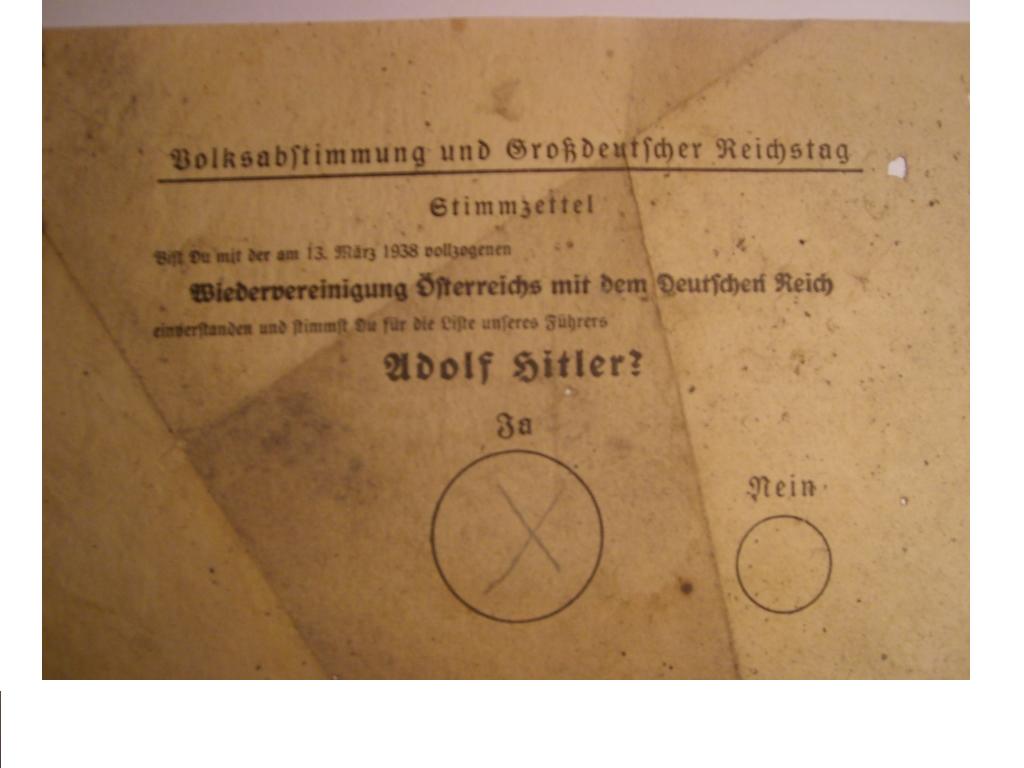 Volksabstimmung und Großdeutscher Reichstag
Stimmzettel
Bist Du mit der am 13. März 1938 vollzogenen
Wiedervereinigung Österreichs mit dem Deutschen Reich
einverstanden und stimmst Du für die Liste unseres Führers
Adolf Hitler?
Ja
Nein